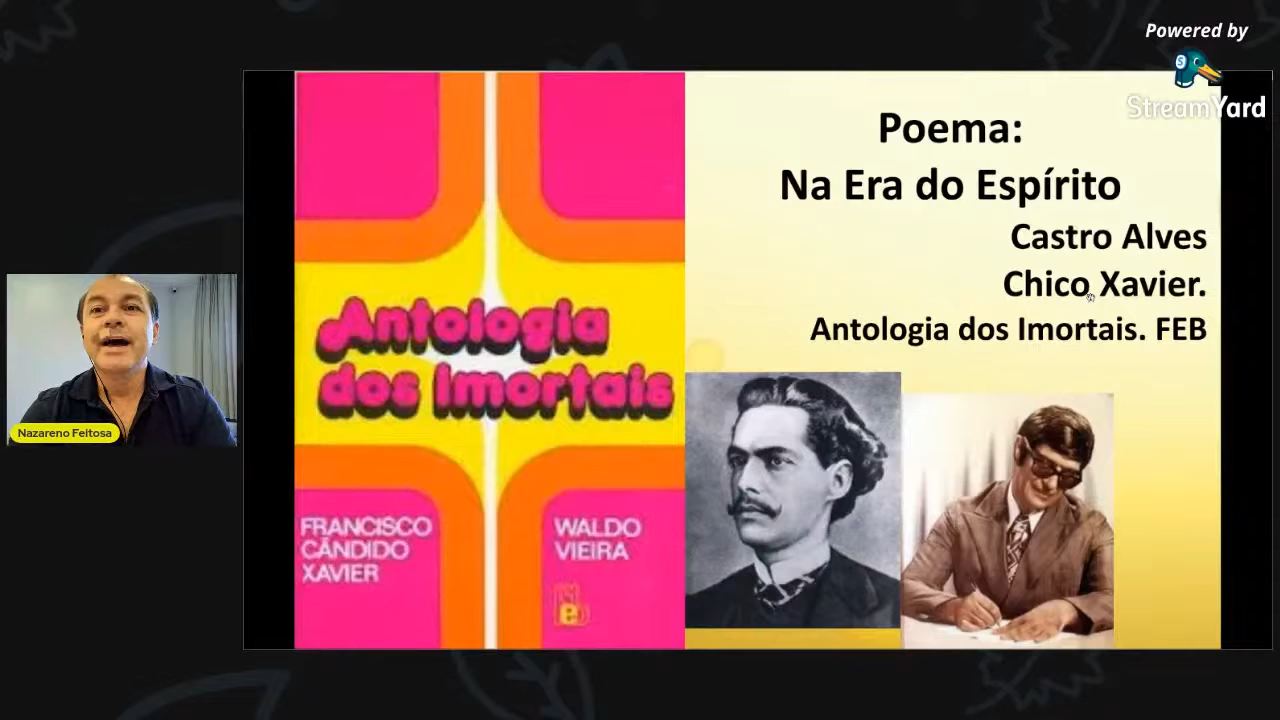 Powered by
StreamYard
Poema:
Na Era do Espírito
Castro Alves
Chico Xavier.
Antologia dos Imortais. FEB
Antologia
dos Imortais
FRANCISCO
CÂNDIDO
XAVIER
WALDO
VIEIRA
Nazareno Feitosa